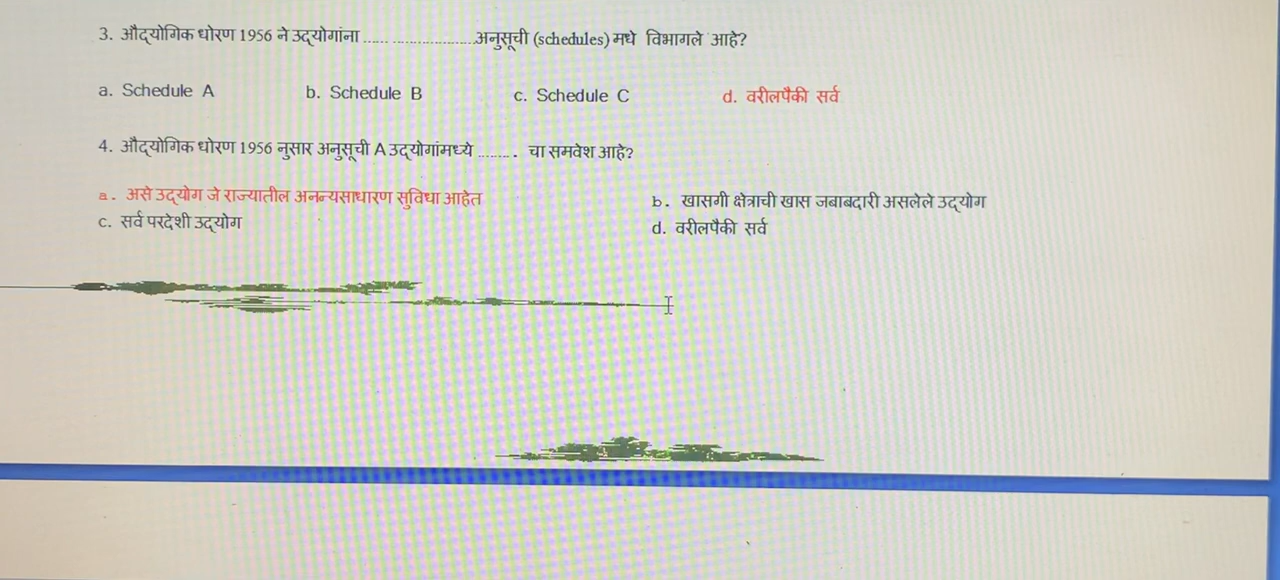 3. औद्योगिक धोरण 1956 ने उद्योगांना ...... .....................अनुसूची (schedules) मधे विभागले आहे?
a. Schedule A b. Schedule B c. Schedule C d. वरीलपैकी सर्व
4. औद्योगिक धोरण 1956 नुसार अनुसूची A उद्योगांमध्ये ........ . चा समवेश आहे?
a. असे उद्योग जे राज्यातील अनन्यसाधारण सुविधा आहेत b. खासगी क्षेत्राची खास जबाबदारी असलेले उद्योग
c. सर्व परदेशी उद्योग d. वरीलपैकी सर्व